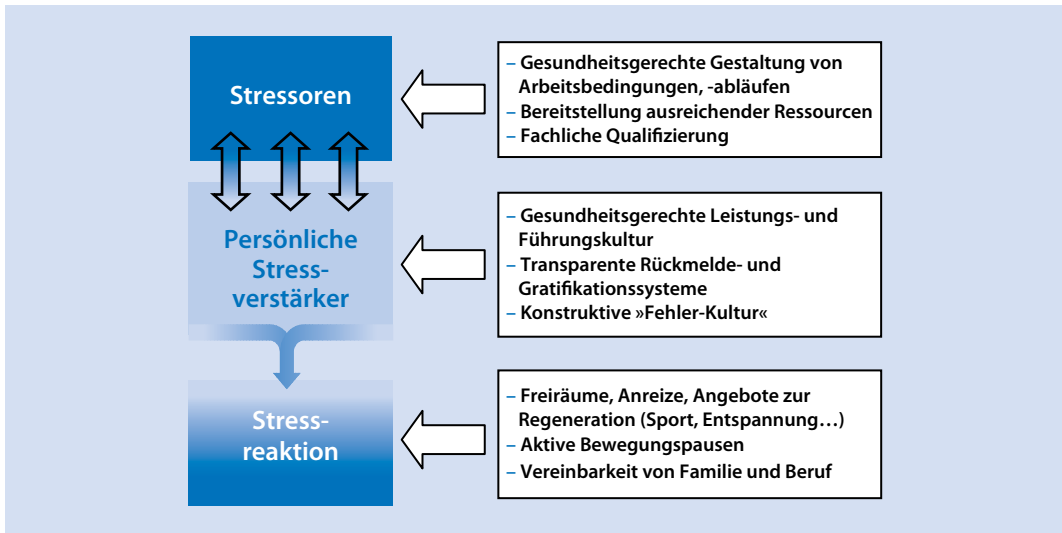 Stressoren
– Gesundheitsgerechte Gestaltung von
Arbeitsbedingungen, -abläufen
– Bereitstellung ausreichender Ressourcen
– Fachliche Qualifizierung
Persönliche
Stress-
verstärker
– Gesundheitsgerechte Leistungs- und
Führungskultur
– Transparente Rückmelde- und
Gratifikationssysteme
– Konstruktive »Fehler-Kultur«
Stress-
reaktion
– Freiräume, Anreize, Angebote zur
Regeneration (Sport, Entspannung…)
– Aktive Bewegungspausen
– Vereinbarkeit von Familie und Beruf